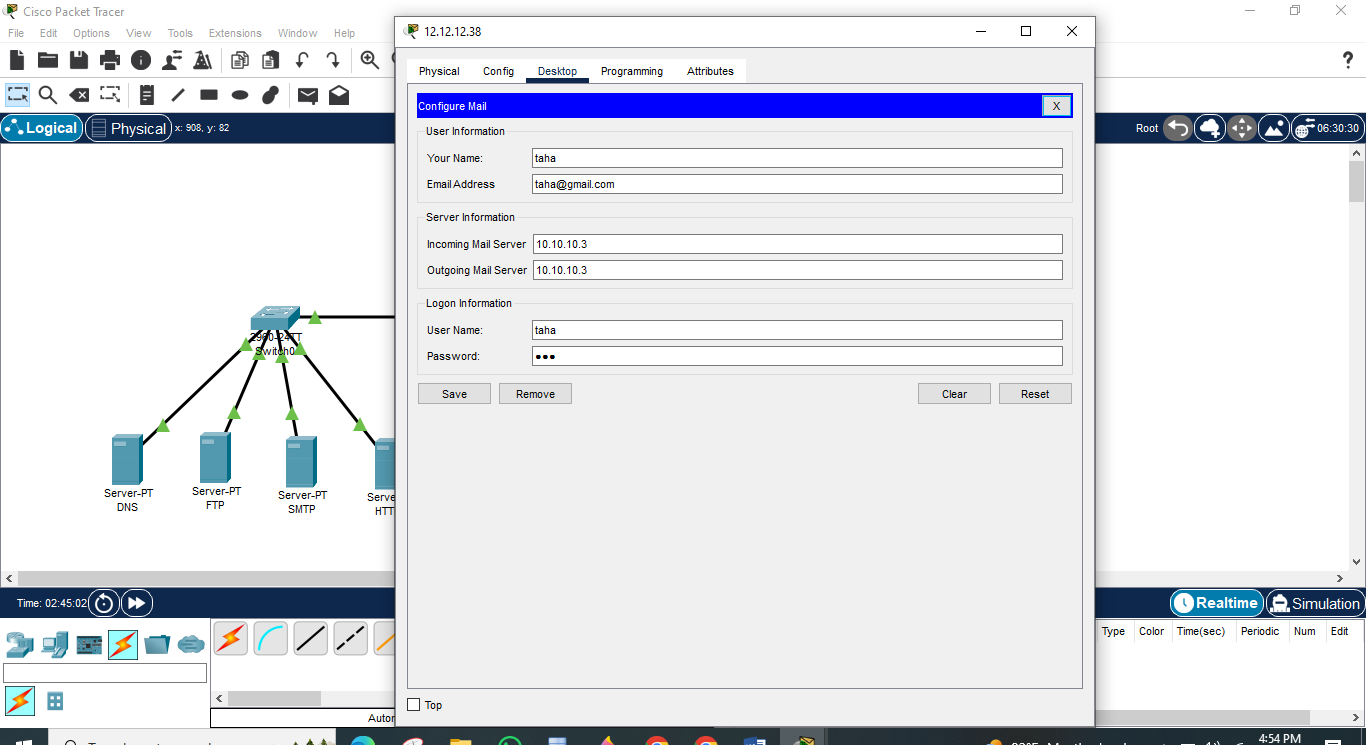 Cisco Packet Tracer
File Edit Options View Tools Extensions Window Help
Logical Physical x: 908, y: 82
Root 06:30:30
2960-24TT
Switch0
Server-PT
DNS
Server-PT
FTP
Server-PT
SMTP
Serve
HTT
Time: 02:45:02
Realtime Simulation
Type Color Time(sec) Periodic Num Edit
Autor
12.12.12.38
Physical Config Desktop Programming Attributes
Configure Mail X
User Information
Your Name: taha
Email Address taha@gmail.com
Server Information
Incoming Mail Server 10.10.10.3
Outgoing Mail Server 10.10.10.3
Logon Information
User Name: taha
Password: ●●●
Save Remove Clear Reset
Top
4:54 PM